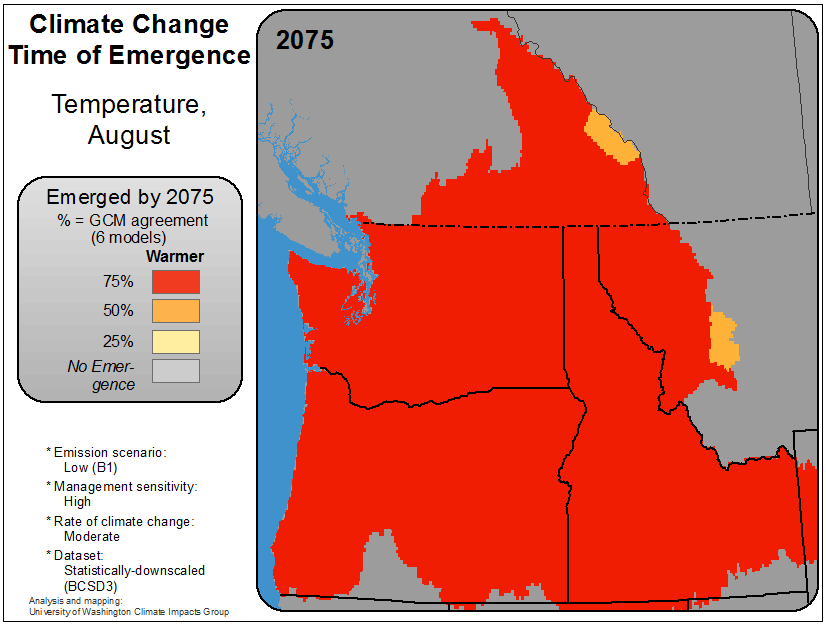 Climate Change
Time of Emergence
Temperature,
August
Emerged by 2075
% = GCM agreement
(6 models)
Warmer
75%
50%
25%
No Emer-
gence
* Emission scenario:
Low (B1)
* Management sensitivity:
High
* Rate of climate change:
Moderate
* Dataset:
Statistically-downscaled
(BCSD3)
Analysis and mapping:
University of Washington Climate Impacts Group
2075